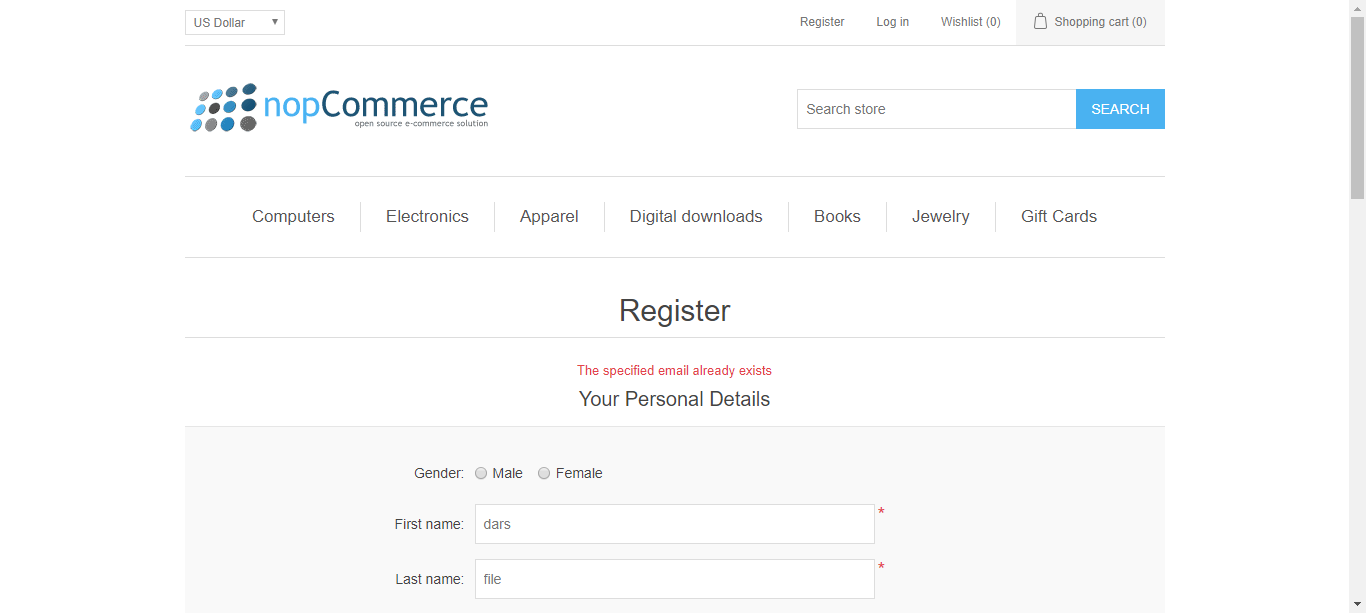 US Dollar
Register Log in Wishlist (0) Shopping cart (0)
nopCommerce
open source e-commerce solution
Search store SEARCH
Computers Electronics Apparel Digital downloads Books Jewelry Gift Cards
Register
The specified email already exists
Your Personal Details
Gender: Male Female
First name: dars *
Last name: file *